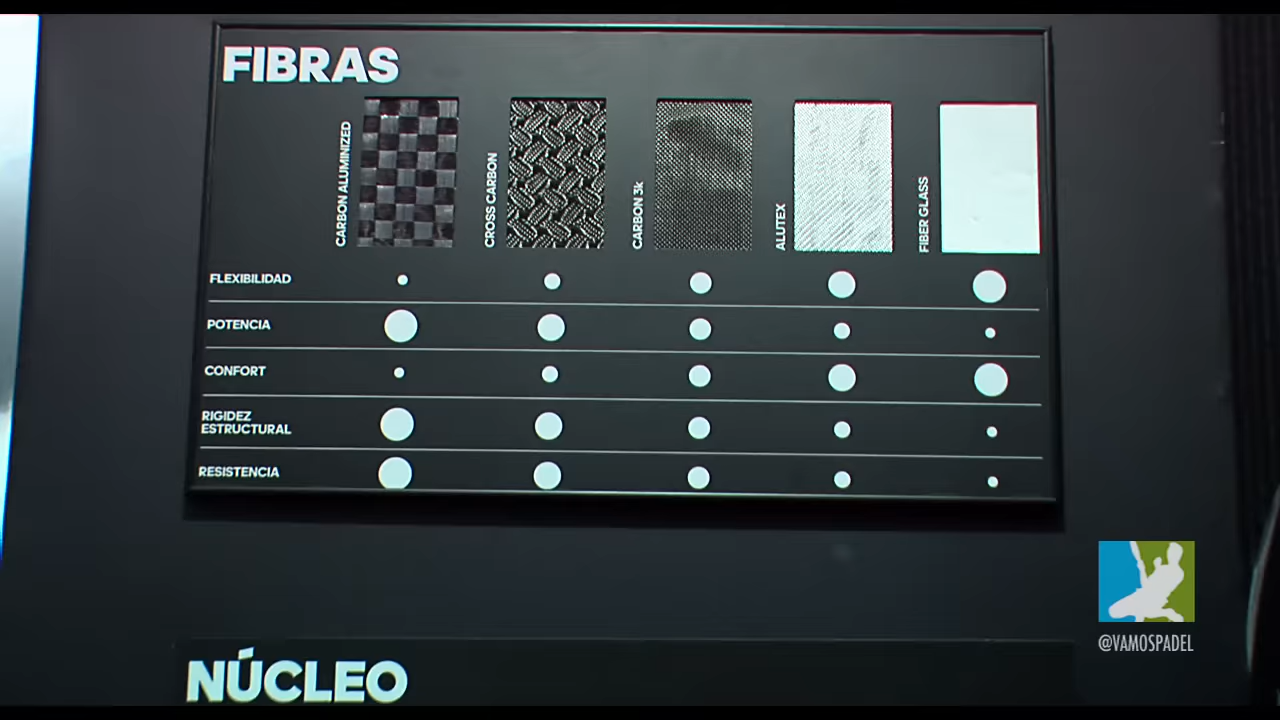 FIBRAS
CARBON ALUMINIZED
CROSS CARBON
CARBON 3k
ALUTEX
FIBER GLASS
FLEXIBILIDAD
POTENCIA
CONFORT
RIGIDEZ
ESTRUCTURAL
RESISTENCIA
@VAMOSPADEL
NÚCLEO